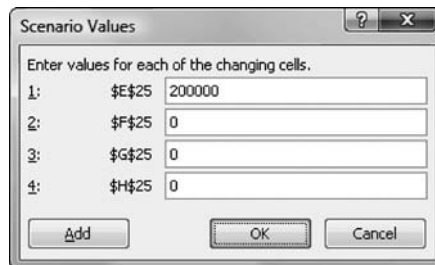 Scenario Values
Enter values for each of the changing cells.
1: $E$25 200000
2: $F$25 0
3: $G$25 0
4: $H$25 0
Add OK Cancel